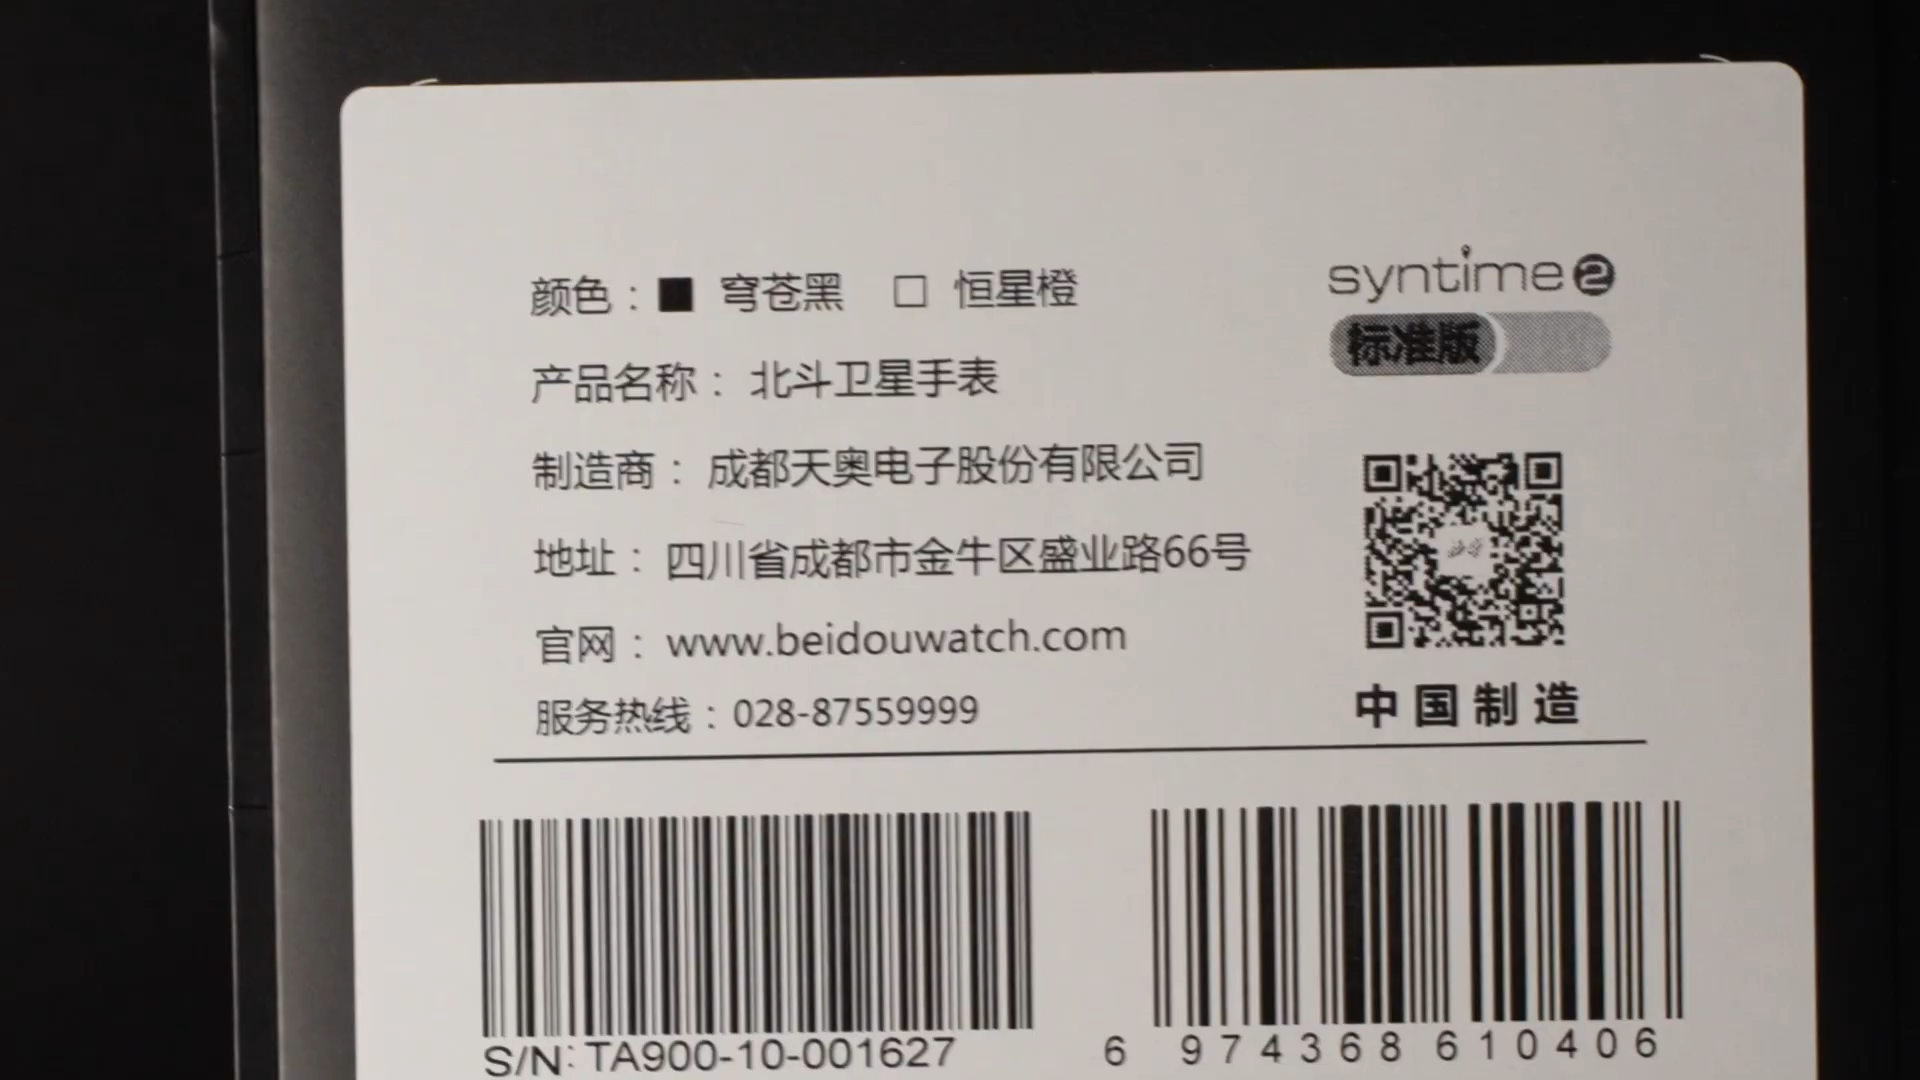 颜色：■ 穹苍黑 □ 恒星橙
产品名称： 北斗卫星手表
制造商： 成都天奥电子股份有限公司
地址： 四川省成都市金牛区盛业路66号
官网： www.beidouwatch.com
服务热线：028-87559999
syntime2
标准版
中国制造
S/N: TA900-10-001627
6 974368 610406